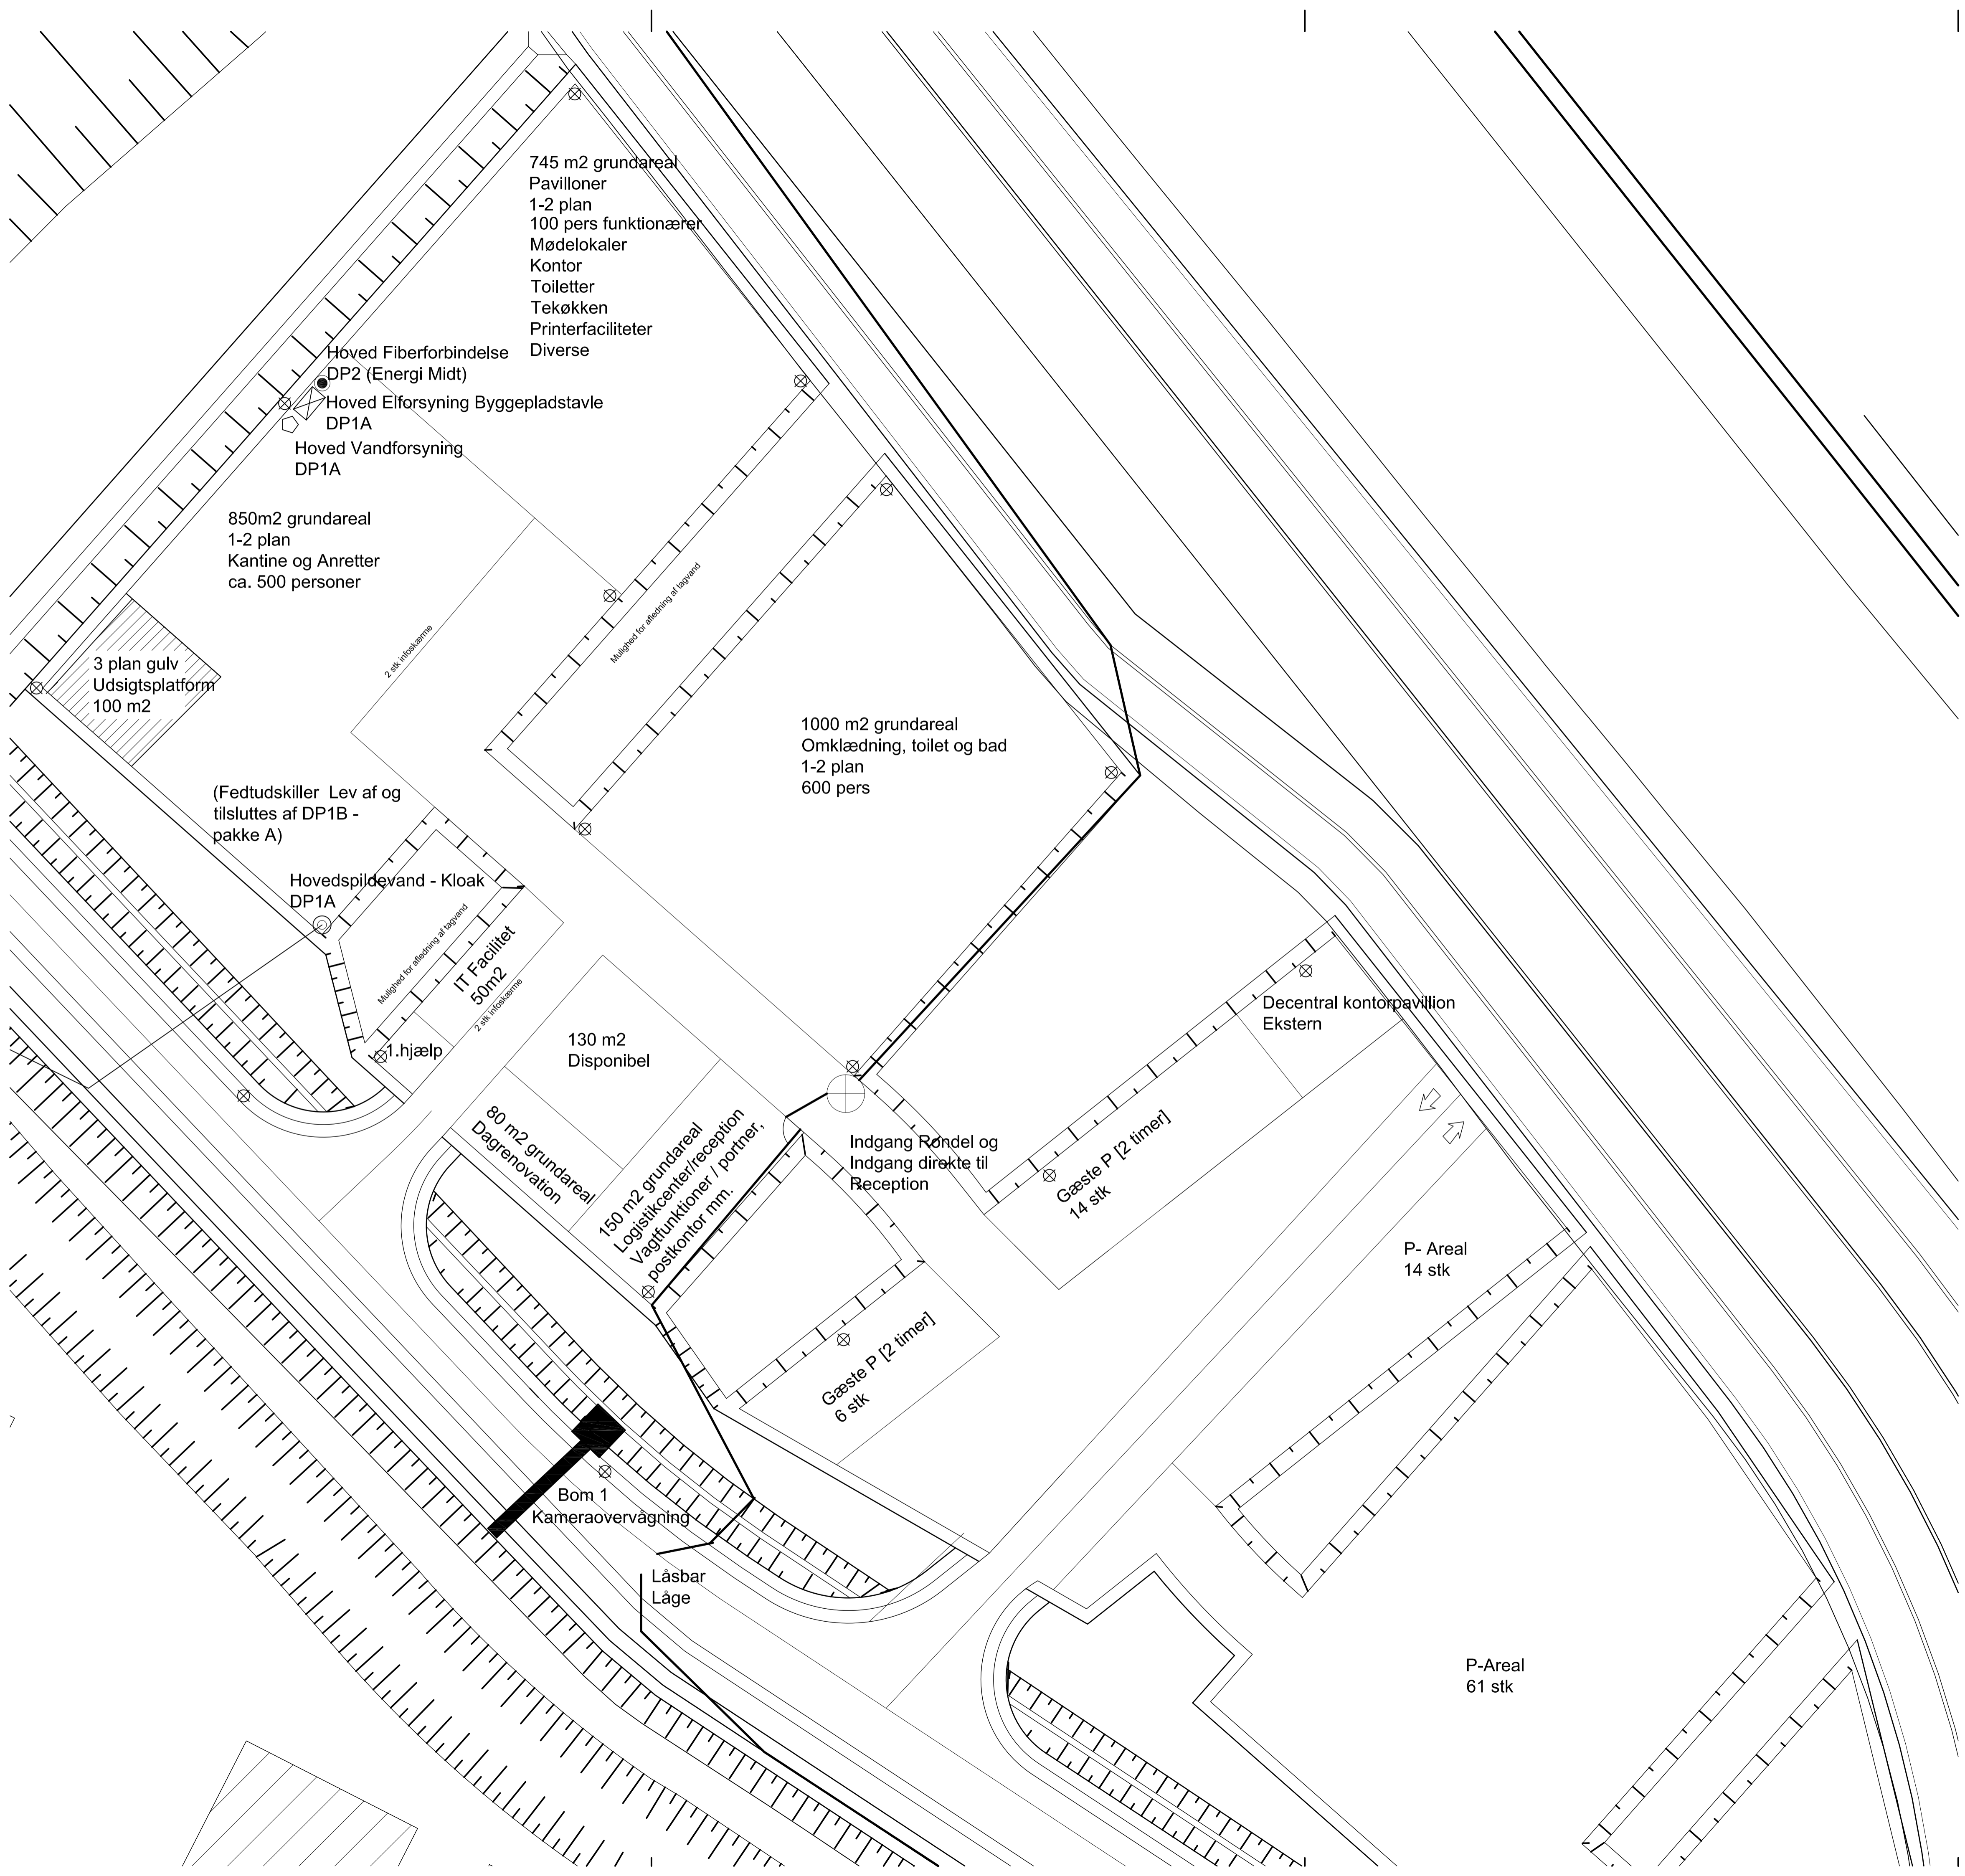 745 m2 grundareal
Pavilloner
1-2 plan
100 pers funktionærer
Mødelokaler
Kontor
Toiletter
Tekøkken
Printerfaciliteter
Diverse
Hoved Fiberforbindelse
DP2 (Energi Midt)
Hoved Elforsyning Byggepladstavle
DP1A
Hoved Vandforsyning
DP1A
850m2 grundareal
1-2 plan
Kantine og Anretter
ca. 500 personer
Mulighed for afledning af tagvand
2 stk infoskærme
3 plan gulv
Udsigtsplatform
100 m2
1000 m2 grundareal
Omklædning, toilet og bad
1-2 plan
600 pers
(Fedtudskiller  Lev af og
tilsluttes af DP1B -
pakke A)
Hovedspildevand - Kloak
DP1A
Mulighed for afledning af tagvand
IT Facilitet
50m2
2 stk infoskærme
1.hjælp
130 m2
Disponibel
80 m2 grundareal
Dagrenovation
150 m2 grundareal
Logistikcenter/reception
Vagtfunktioner / portner,
postkontor mm.
Indgang Rondel og
Indgang direkte til
Reception
Decentral kontorpavillion
Ekstern
Gæste P [2 timer]
14 stk
P- Areal
14 stk
Gæste P [2 timer]
6 stk
Bom 1
Kameraovervågning
Låsbar
Låge
P-Areal
61 stk